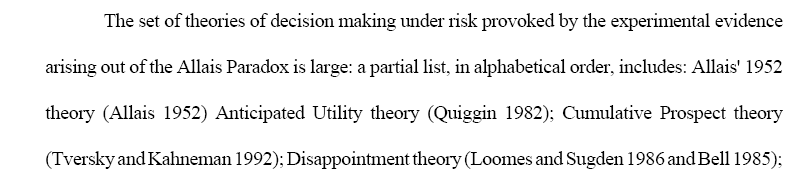 The set of theories of decision making under risk provoked by the experimental evidence
arising out of the Allais Paradox is large: a partial list, in alphabetical order, includes: Allais' 1952
theory (Allais 1952) Anticipated Utility theory (Quiggin 1982); Cumulative Prospect theory
(Tversky and Kahneman 1992); Disappointment theory (Loomes and Sugden 1986 and Bell 1985);